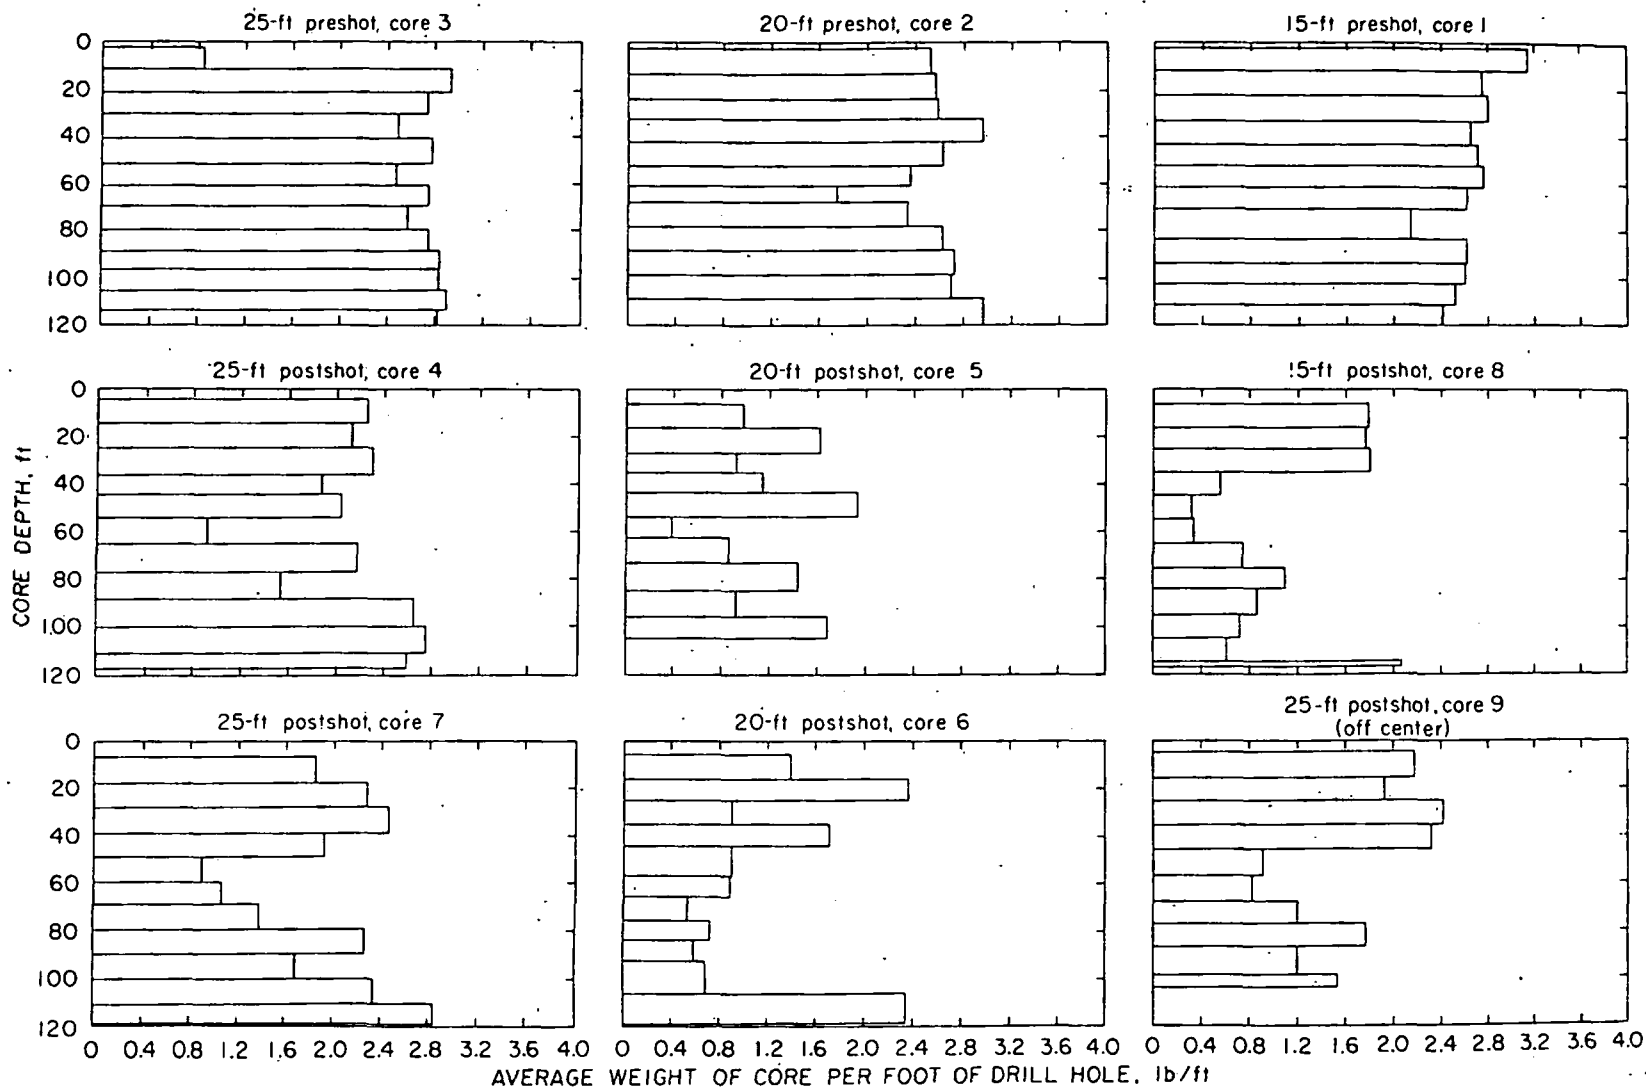 25-ft preshot, core 3
20-ft preshot, core 2
15-ft preshot, core 1
0
20
40
60
80
100
120
25-ft postshot, core 4
20-ft postshot, core 5
15-ft postshot, core 8
0
20
40
60
80
100
120
CORE DEPTH, ft
25-ft postshot, core 7
20-ft postshot, core 6
25-ft postshot, core 9
(off center)
0
20
40
60
80
100
120
0 0.4 0.8 1.2 1.6 2.0 2.4 2.8 3.2 3.6 4.0
0 0.4 0.8 1.2 1.6 2.0 2.4 2.8 3.2 3.6 4.0
0 0.4 0.8 1.2 1.6 2.0 2.4 2.8 3.2 3.6 4.0
AVERAGE WEIGHT OF CORE PER FOOT OF DRILL HOLE, lb/ft